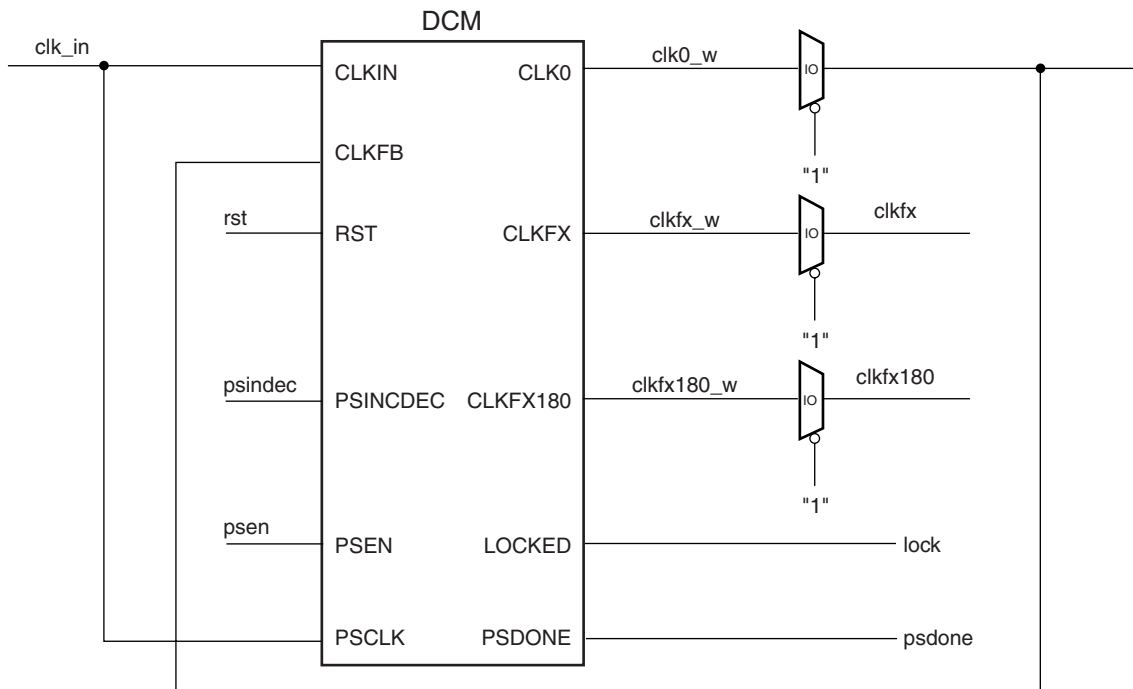 DCM
clk_in
CLKIN
CLK0
clk0_w
IO
"1"
CLKFB
rst
RST
CLKFX
clkfx_w
IO
clkfx
"1"
psindec
PSINCDEC
CLKFX180
clkfx180_w
IO
clkfx180
"1"
psen
PSEN
LOCKED
lock
PSCLK
PSDONE
psdone